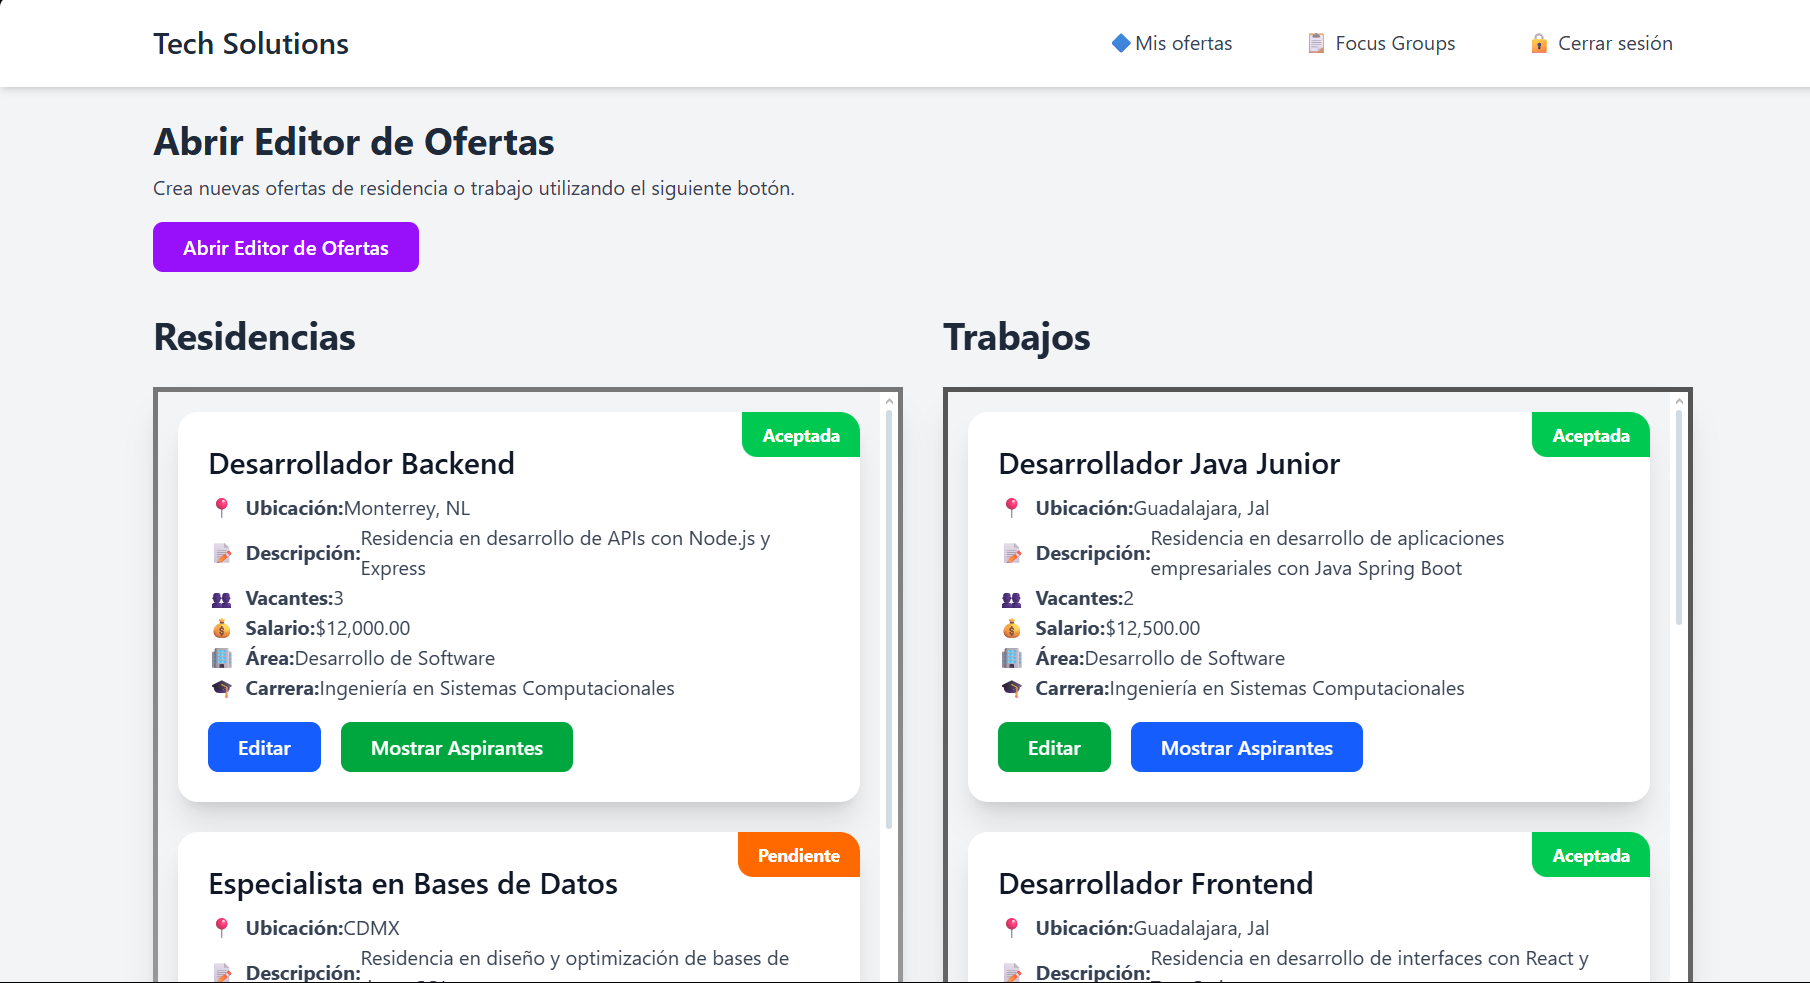 Tech Solutions
Mis ofertas
Focus Groups
Cerrar sesión
Abrir Editor de Ofertas
Crea nuevas ofertas de residencia o trabajo utilizando el siguiente botón.
Abrir Editor de Ofertas
Residencias
Aceptada
Desarrollador Backend
Ubicación:Monterrey, NL
Descripción:Residencia en desarrollo de APIs con Node.js y
Express
Vacantes:3
Salario:$12,000.00
Área:Desarrollo de Software
Carrera:Ingeniería en Sistemas Computacionales
Editar
Mostrar Aspirantes
Pendiente
Especialista en Bases de Datos
Ubicación:CDMX
Descripción:Residencia en diseño y optimización de bases de
Trabajos
Aceptada
Desarrollador Java Junior
Ubicación:Guadalajara, Jal
Descripción:Residencia en desarrollo de aplicaciones
empresariales con Java Spring Boot
Vacantes:2
Salario:$12,500.00
Área:Desarrollo de Software
Carrera:Ingeniería en Sistemas Computacionales
Editar
Mostrar Aspirantes
Aceptada
Desarrollador Frontend
Ubicación:Guadalajara, Jal
Descripción:Residencia en desarrollo de interfaces con React y